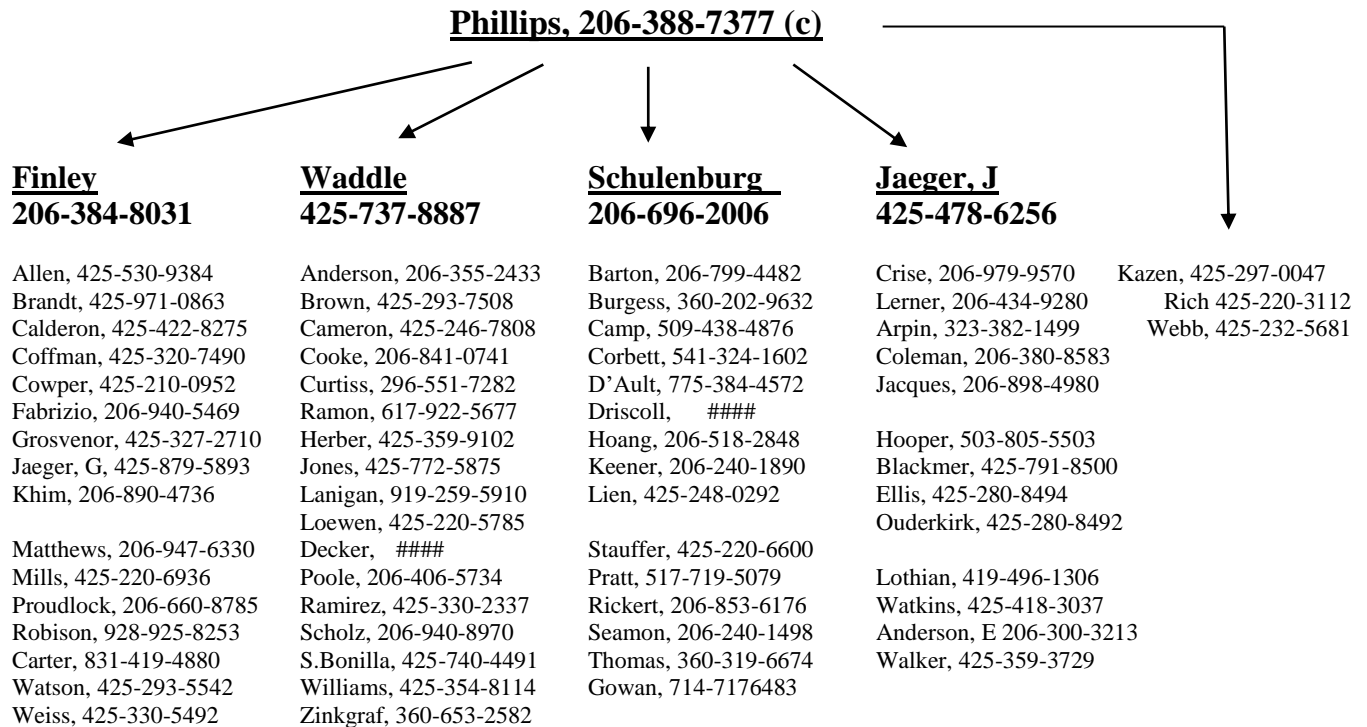 Phillips, 206-388-7377 (c)
Finley
206-384-8031
Allen, 425-530-9384
Brandt, 425-971-0863
Calderon, 425-422-8275
Coffman, 425-320-7490
Cowper, 425-210-0952
Fabrizio, 206-940-5469
Grosvenor, 425-327-2710
Jaeger, G, 425-879-5893
Khim, 206-890-4736
Matthews, 206-947-6330
Mills, 425-220-6936
Proudlock, 206-660-8785
Robison, 928-925-8253
Carter, 831-419-4880
Watson, 425-293-5542
Weiss, 425-330-5492
Waddle
425-737-8887
Anderson, 206-355-2433
Brown, 425-293-7508
Cameron, 425-246-7808
Cooke, 206-841-0741
Curtiss, 296-551-7282
Ramon, 617-922-5677
Herber, 425-359-9102
Jones, 425-772-5875
Lanigan, 919-259-5910
Loewen, 425-220-5785
Decker, ####
Poole, 206-406-5734
Ramirez, 425-330-2337
Scholz, 206-940-8970
S.Bonilla, 425-740-4491
Williams, 425-354-8114
Zinkgraf, 360-653-2582
Schulenburg
206-696-2006
Barton, 206-799-4482
Burgess, 360-202-9632
Camp, 509-438-4876
Corbett, 541-324-1602
D’Ault, 775-384-4572
Driscoll, ####
Hoang, 206-518-2848
Keener, 206-240-1890
Lien, 425-248-0292
Stauffer, 425-220-6600
Pratt, 517-719-5079
Rickert, 206-853-6176
Seamon, 206-240-1498
Thomas, 360-319-6674
Gowan, 714-7176483
Jaeger, J
425-478-6256
Crise, 206-979-9570
Lerner, 206-434-9280
Arpin, 323-382-1499
Coleman, 206-380-8583
Jacques, 206-898-4980
Hooper, 503-805-5503
Blackmer, 425-791-8500
Ellis, 425-280-8494
Ouderkirk, 425-280-8492
Lothian, 419-496-1306
Watkins, 425-418-3037
Anderson, E 206-300-3213
Walker, 425-359-3729
Kazen, 425-297-0047
Rich 425-220-3112
Webb, 425-232-5681